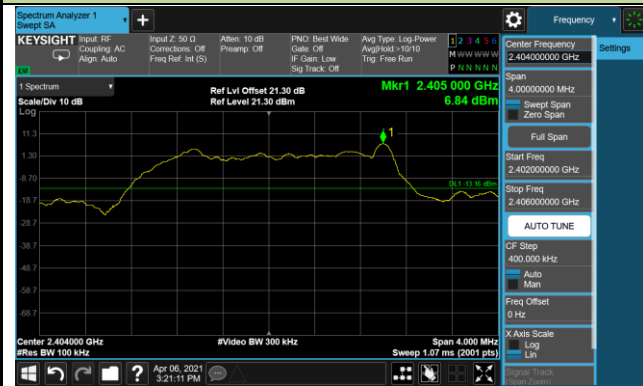 Spectrum Analyzer 1
Swept SA
+
Frequency
KEYSIGHT
Input: RF
Coupling: AC
Align: Auto
Input Z: 50 Ω
Corrections: Off
Freq Ref: Int (S)
Atten: 10 dB
Preamp: Off
PNO: Best Wide
Gate: Off
IF Gain: Low
Sig Track: Off
Avg Type: Log-Power
Avg|Hold:>10/10
Trig: Free Run
1 2 3 4 5 6
M W W W W W
P N N N N N
LXI
1 Spectrum
Scale/Div 10 dB
Log
Ref Lvl Offset 21.30 dB
Ref Level 21.30 dBm
Mkr1 2.405 000 GHz
6.84 dBm
11.3
1.30
-8.70
-18.7
-28.7
-38.7
-48.7
-58.7
-68.7
1
DL1 -13.16 dBm
Center 2.404000 GHz
#Res BW 100 kHz
#Video BW 300 kHz
Span 4.000 MHz
Sweep 1.07 ms (2001 pts)
Center Frequency
2.404000000 GHz
Settings
Span
4.00000000 MHz
Swept Span
Zero Span
Full Span
Start Freq
2.402000000 GHz
Stop Freq
2.406000000 GHz
AUTO TUNE
CF Step
400.000 kHz
Auto
Man
Freq Offset
0 Hz
X Axis Scale
Log
Lin
Signal Track
(Span Zoom)
?
Apr 06, 2021
3:21:11 PM